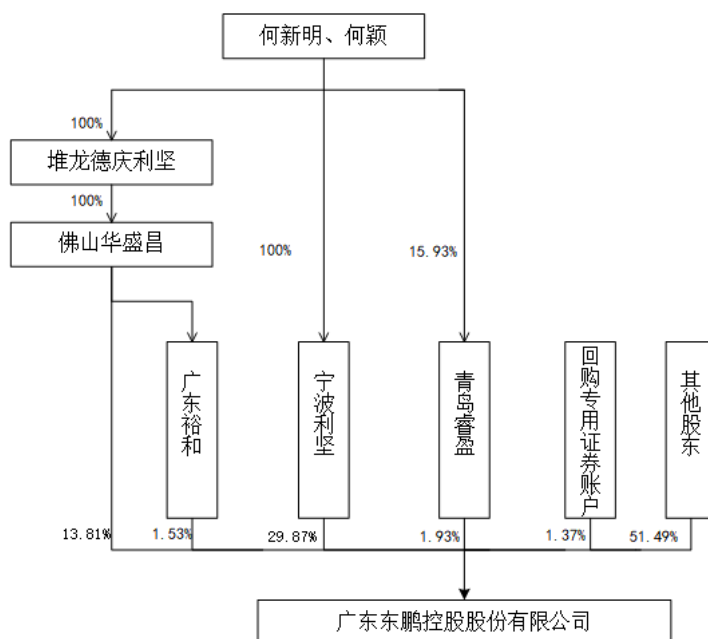 何新明、何颖
100%
堆龙德庆利坚
100%
佛山华盛昌
100%
15.93%
广东裕和
宁波利坚
青岛睿盈
回购专用证券账户
其他股东
13.81%
1.53%
29.87%
1.93%
1.37%
51.49%
广东东鹏控股股份有限公司